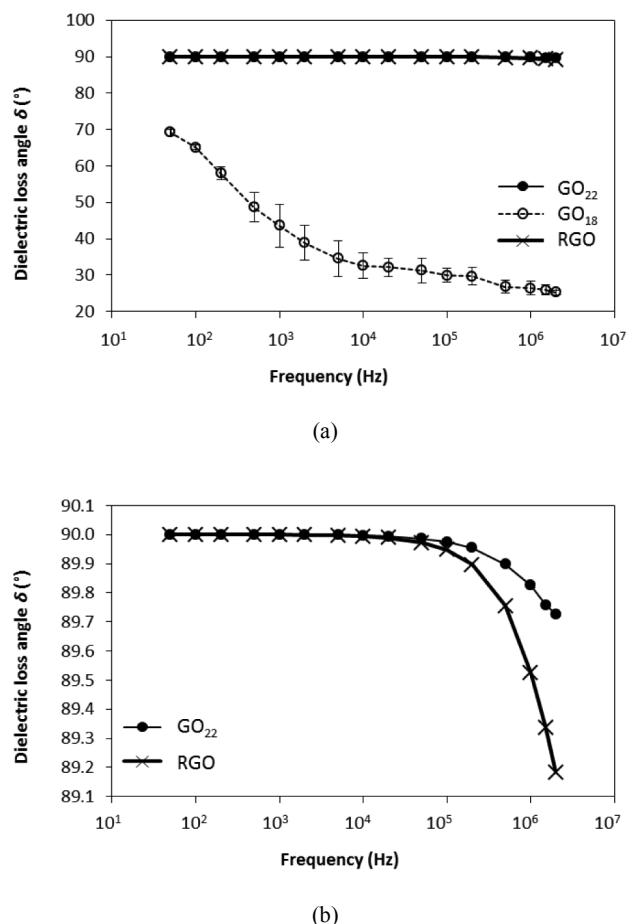 Dielectric loss angle δ (°)
100
90
80
70
60
50
40
30
20
GO₂₂
GO₁₈
RGO
10¹ 10² 10³ 10⁴ 10⁵ 10⁶ 10⁷
Frequency (Hz)
(a)
Dielectric loss angle δ (°)
90.1
90.0
89.9
89.8
89.7
89.6
89.5
89.4
89.3
89.2
89.1
GO₂₂
RGO
10¹ 10² 10³ 10⁴ 10⁵ 10⁶ 10⁷
Frequency (Hz)
(b)